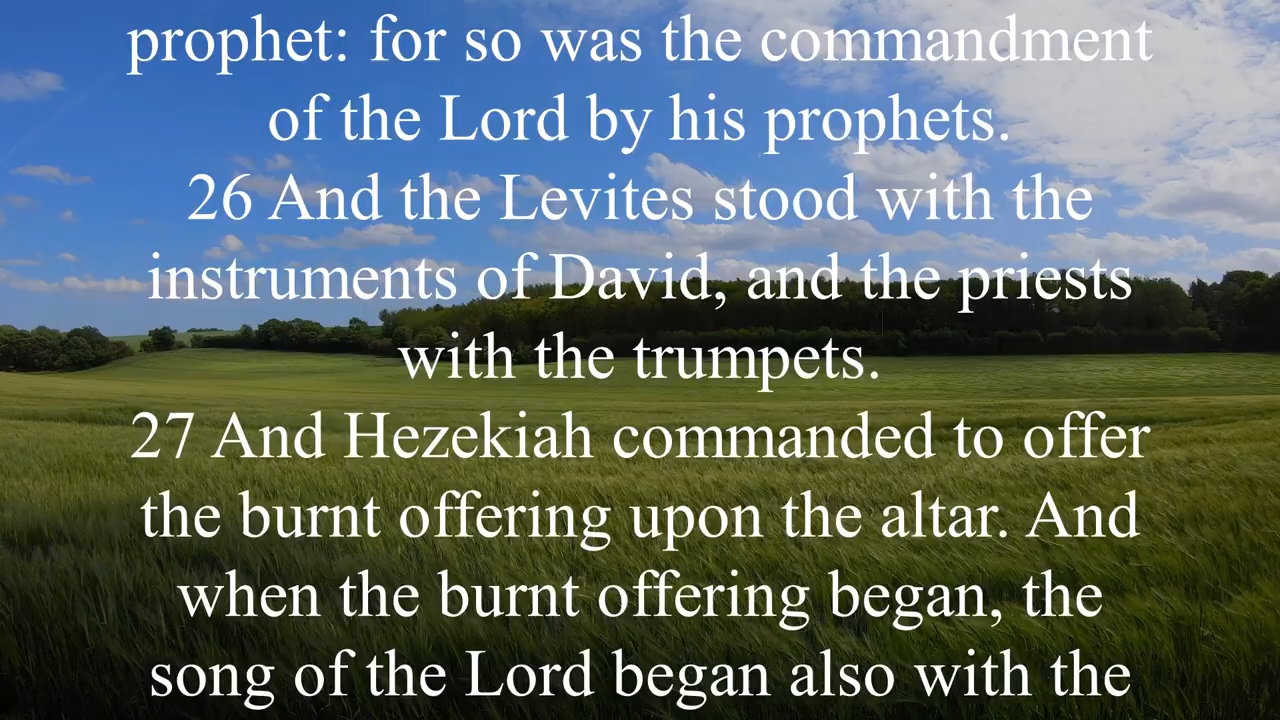 prophet: for so was the commandment
of the Lord by his prophets.
26 And the Levites stood with the
instruments of David, and the priests
with the trumpets.
27 And Hezekiah commanded to offer
the burnt offering upon the altar. And
when the burnt offering began, the
song of the Lord began also with the